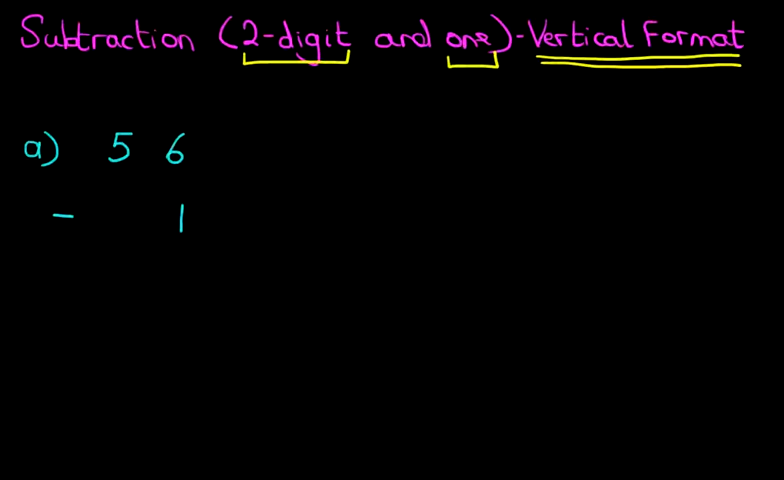 Subtraction (2-digit and one)-Vertical Format
a) 5 6
- 1